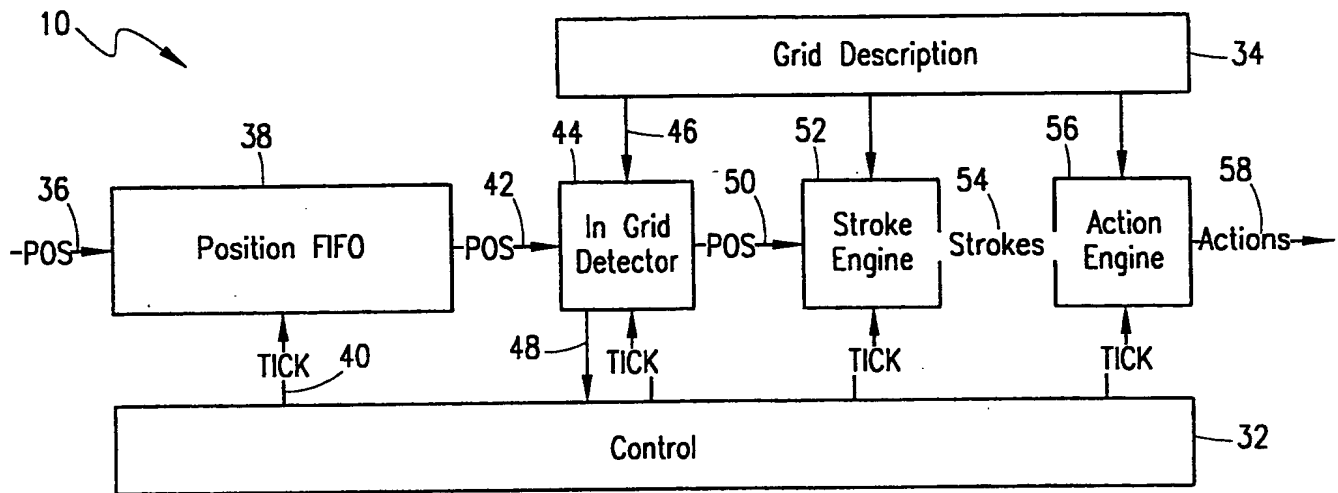 10
Grid Description
34
38
44
46
52
56
36
42
50
54
58
POS
Position FIFO
POS
In Grid
Detector
POS
Stroke
Engine
Strokes
Action
Engine
Actions
TICK
40
48
TICK
TICK
TICK
Control
32